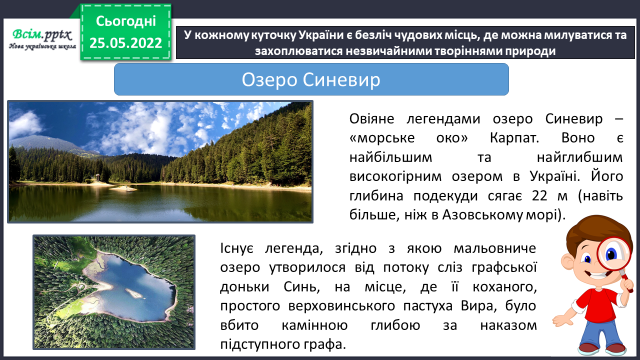 Всім.pptx
Нова українська школа
Сьогодні
25.05.2022
У кожному куточку України є безліч чудових місць, де можна милуватися та
захоплюватися незвичайними творіннями природи
Озеро Синевир
Овіяне легендами озеро Синевир –
«морське око» Карпат. Воно є
найбільшим та найглибшим
високогірним озером в Україні. Його
глибина подекуди сягає 22 м (навіть
більше, ніж в Азовському морі).
Існує легенда, згідно з якою мальовниче
озеро утворилося від потоку сліз графської
доньки Синь, на місце, де її коханого,
простого верховинського пастуха Вира, було
вбито камінною глибою за наказом
підступного графа.